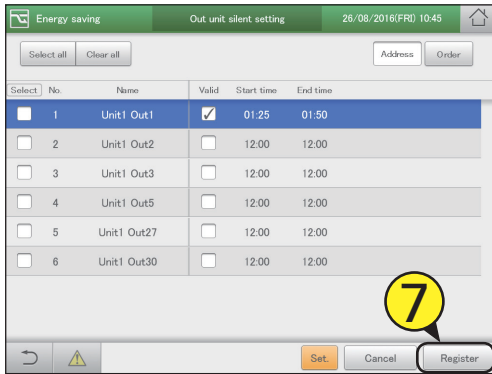 Energy saving Out unit silent setting 26/08/2016(FRI) 10:45
Select all Clear all Address Order
Select No. Name Valid Start time End time
1 Unit1 Out1 01:25 01:50
2 Unit1 Out2 12:00 12:00
3 Unit1 Out3 12:00 12:00
4 Unit1 Out5 12:00 12:00
5 Unit1 Out27 12:00 12:00
6 Unit1 Out30 12:00 12:00
7
Set. Cancel Register